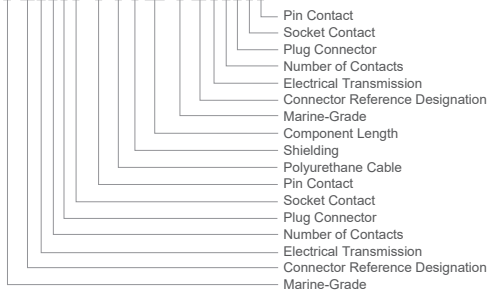 Pin Contact
Socket Contact
Plug Connector
Number of Contacts
Electrical Transmission
Connector Reference Designation
Marine-Grade
Component Length
Shielding
Polyurethane Cable
Pin Contact
Socket Contact
Plug Connector
Number of Contacts
Electrical Transmission
Connector Reference Designation
Marine-Grade